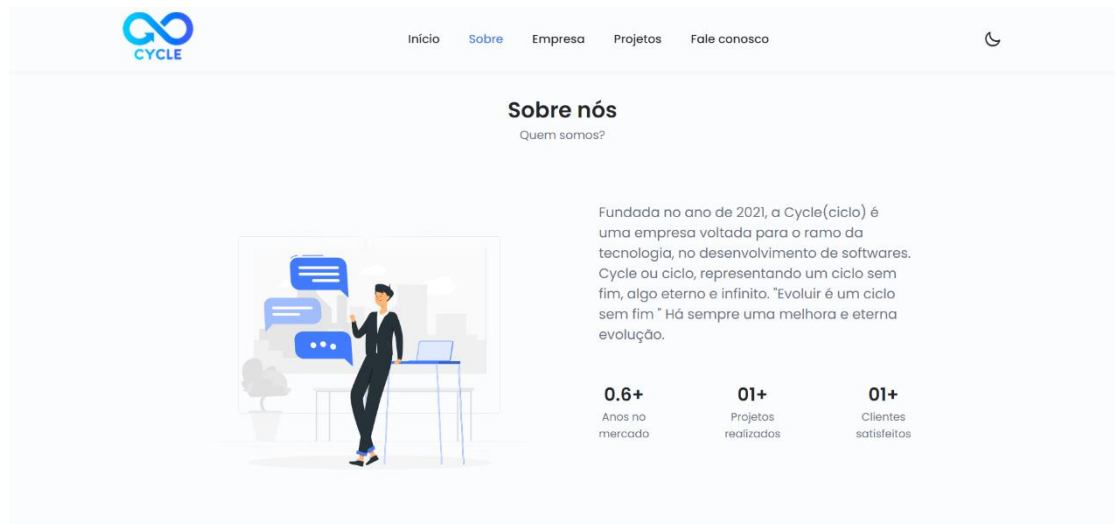 CYCLE
Início Sobre Empresa Projetos Fale conosco
Sobre nós
Quem somos?
Fundada no ano de 2021, a Cycle(ciclo) é
uma empresa voltada para o ramo da
tecnologia, no desenvolvimento de softwares.
Cycle ou ciclo, representando um ciclo sem
fim, algo eterno e infinito. "Evoluir é um ciclo
sem fim " Há sempre uma melhora e eterna
evolução.
0.6+ 01+ 01+
Anos no Projetos Clientes
mercado realizados satisfeitos